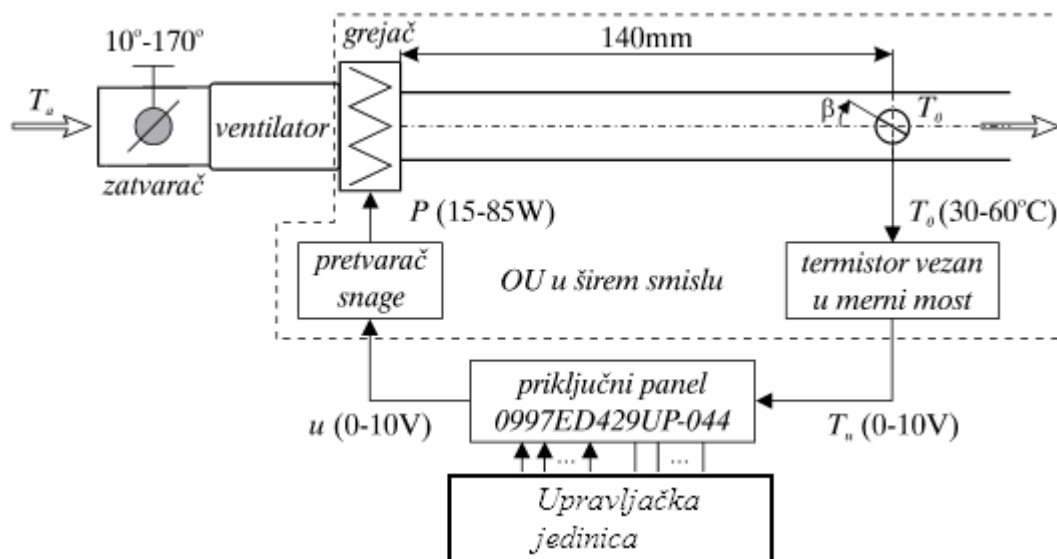 grejač
10°-170°
140mm
T_a
ventilator
β
T_0
zatvarač
P (15-85W)
T_0 (30-60°C)
pretvarač
snage
OU u širem smislu
termistor vezan
u merni most
priključni panel
0997ED429UP-044
u (0-10V)
T_u (0-10V)
...
...
Upravljačka
jedinica